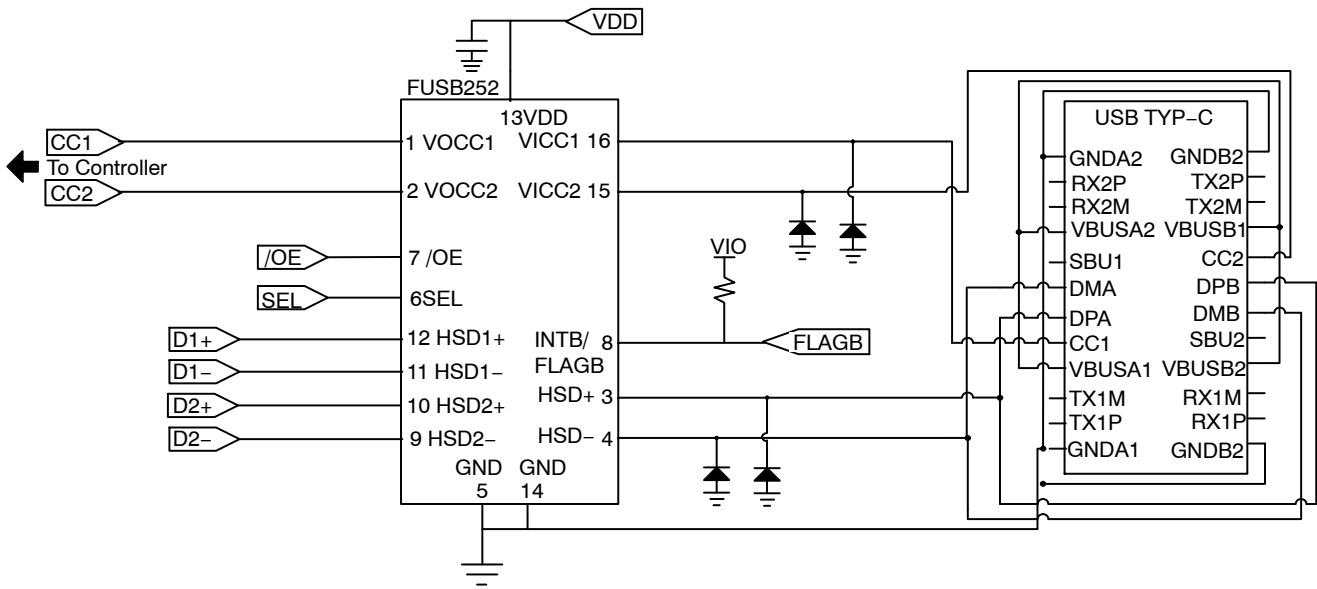 VDD
FUSB252
13VDD
CC1
1 VOCC1
VICC1 16
To Controller
CC2
2 VOCC2
VICC2 15
/OE
7 /OE
SEL
6SEL
D1+
12 HSD1+
D1−
11 HSD1−
D2+
10 HSD2+
D2−
9 HSD2−
INTB/
FLAGB
8
HSD+ 3
HSD− 4
GND
5
GND
14
VIO
FLAGB
USB TYP−C
GNDA2
RX2P
RX2M
VBUSA2
SBU1
DMA
DPA
CC1
VBUSA1
TX1M
TX1P
GNDA1
GNDB2
TX2P
TX2M
VBUSB1
CC2
DPB
DMB
SBU2
VBUSB2
RX1M
RX1P
GNDB2